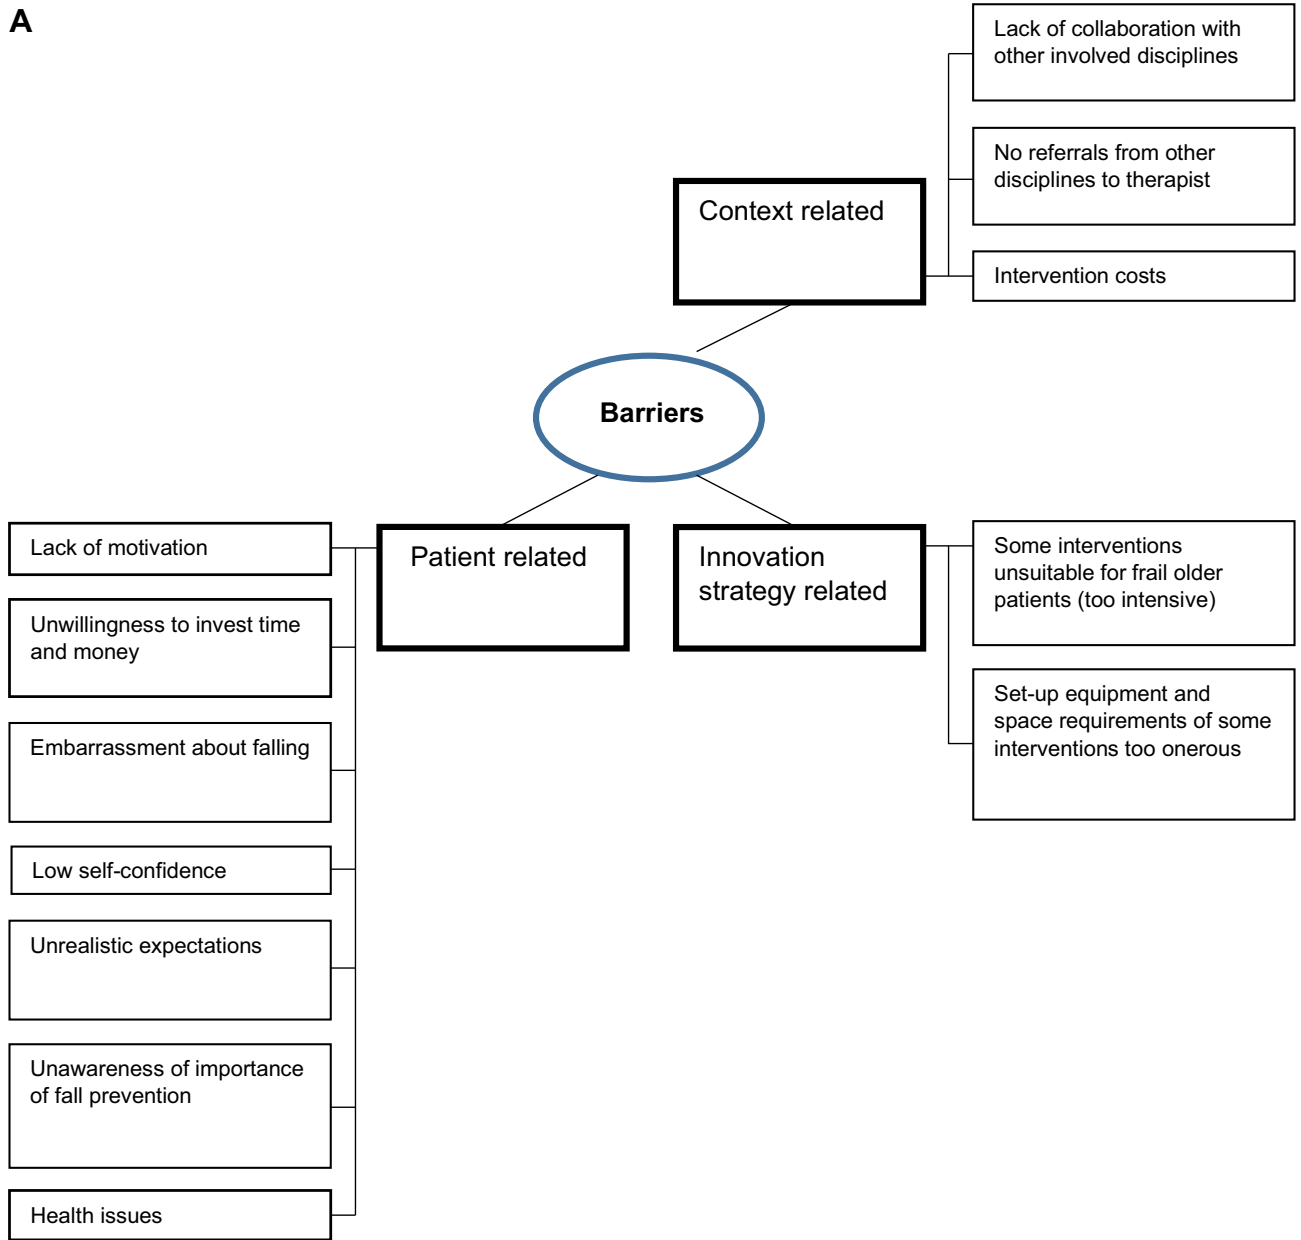 A
Lack of collaboration with
other involved disciplines
No referrals from other
disciplines to therapist
Context related
Intervention costs
Barriers
Lack of motivation
Unwillingness to invest time
and money
Embarrassment about falling
Low self-confidence
Unrealistic expectations
Unawareness of importance
of fall prevention
Health issues
Patient related
Innovation
strategy related
Some interventions
unsuitable for frail older
patients (too intensive)
Set-up equipment and
space requirements of some
interventions too onerous